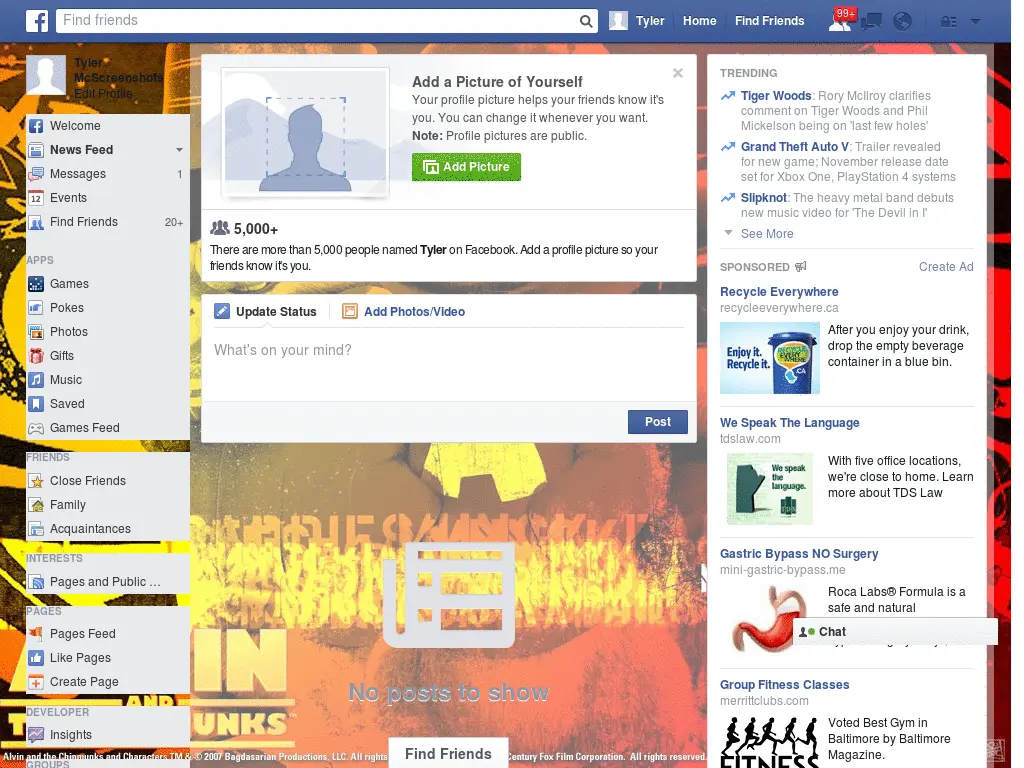 Find friends
Tyler
Home
Find Friends
99+
Tyler
McScreenshots
Edit Profile
Welcome
News Feed
Messages 1
12 Events
Find Friends 20+
APPS
Games
Pokes
Photos
Gifts
Music
Saved
Games Feed
FRIENDS
Close Friends
Family
Acquaintances
INTERESTS
Pages and Public ...
PAGES
Pages Feed
Like Pages
Create Page
DEVELOPER
Insights
GROUPS
Add a Picture of Yourself
Your profile picture helps your friends know it's
you. You can change it whenever you want.
Note: Profile pictures are public.
Add Picture
5,000+
There are more than 5,000 people named Tyler on Facebook. Add a profile picture so your
friends know it's you.
Update Status
Add Photos/Video
What's on your mind?
Post
IN
AND
No posts to show
Find Friends
Alvin and the Chipmunks and Characters TM & © 2007 Bagdasarian Productions, LLC. All rights
Century Fox Film Corporation. All rights reserved.
TRENDING
Tiger Woods: Rory McIlroy clarifies
comment on Tiger Woods and Phil
Mickelson being on 'last few holes'
Grand Theft Auto V: Trailer revealed
for new game; November release date
set for Xbox One, PlayStation 4 systems
Slipknot: The heavy metal band debuts
new music video for 'The Devil in I'
See More
SPONSORED
Create Ad
Recycle Everywhere
recycleeverywhere.ca
Enjoy it.
Recycle it.
RECYCLE
EVERY
WHERE
.CA
After you enjoy your drink,
drop the empty beverage
container in a blue bin.
We Speak The Language
tdslaw.com
We speak
the
language.
TDS
With five office locations,
we're close to home. Learn
more about TDS Law
Gastric Bypass NO Surgery
mini-gastric-bypass.me
Roca Labs® Formula is a
safe and natural
Chat
Group Fitness Classes
merrittclubs.com
FITNESS
Voted Best Gym in
Baltimore by Baltimore
Magazine.